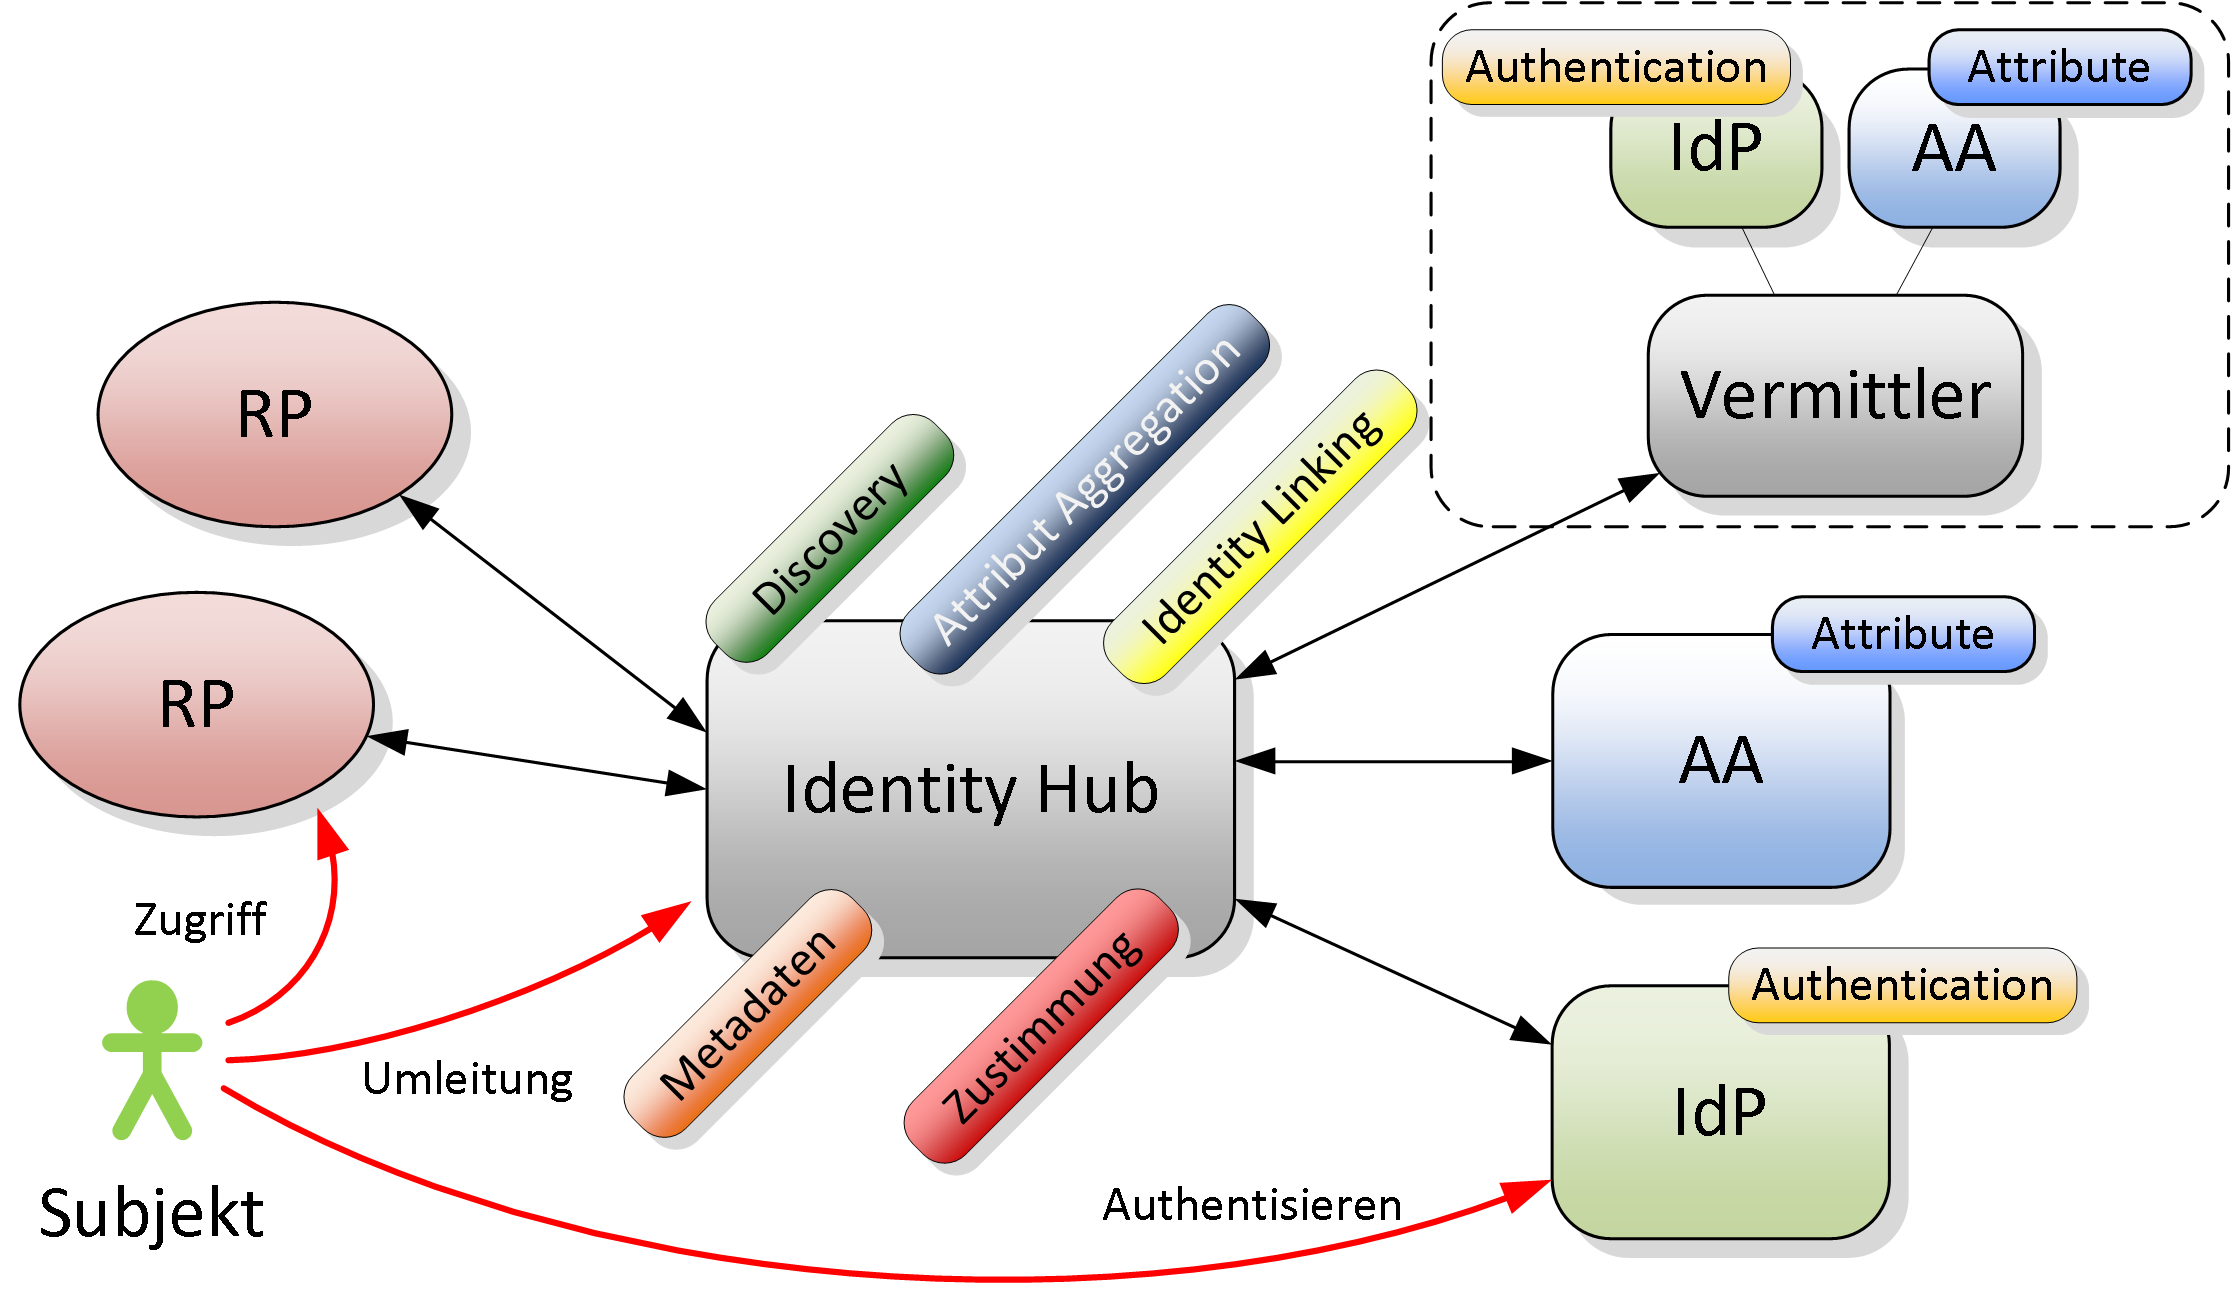 Authentication
Attribute
IdP
AA
Vermittler
RP
Discovery
Attribut Aggregation
Identity Linking
RP
Attribute
Identity Hub
AA
Zugriff
Metadaten
Zustimmung
Authentication
Umleitung
IdP
Subjekt
Authentisieren